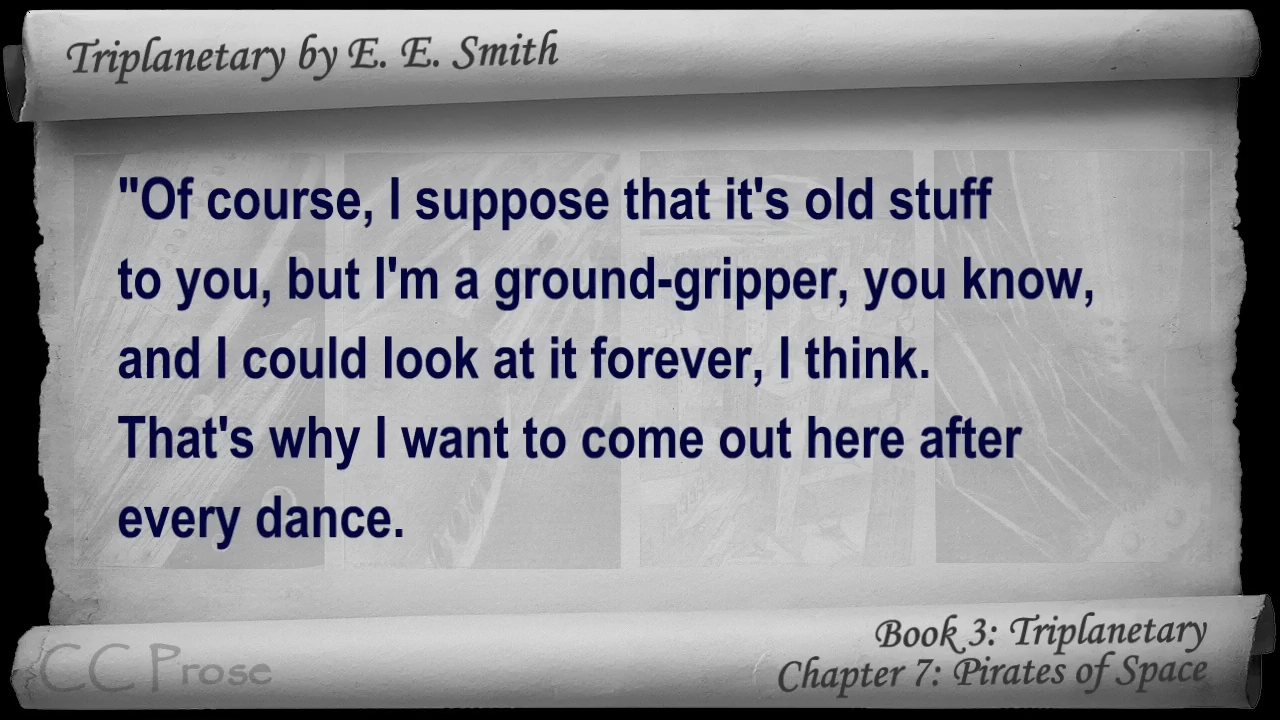 Triplanetary by E. E. Smith
"Of course, I suppose that it's old stuff
to you, but I'm a ground-gripper, you know,
and I could look at it forever, I think.
That's why I want to come out here after
every dance.
CC Prose
Book 3: Triplanetary
Chapter 7: Pirates of Space